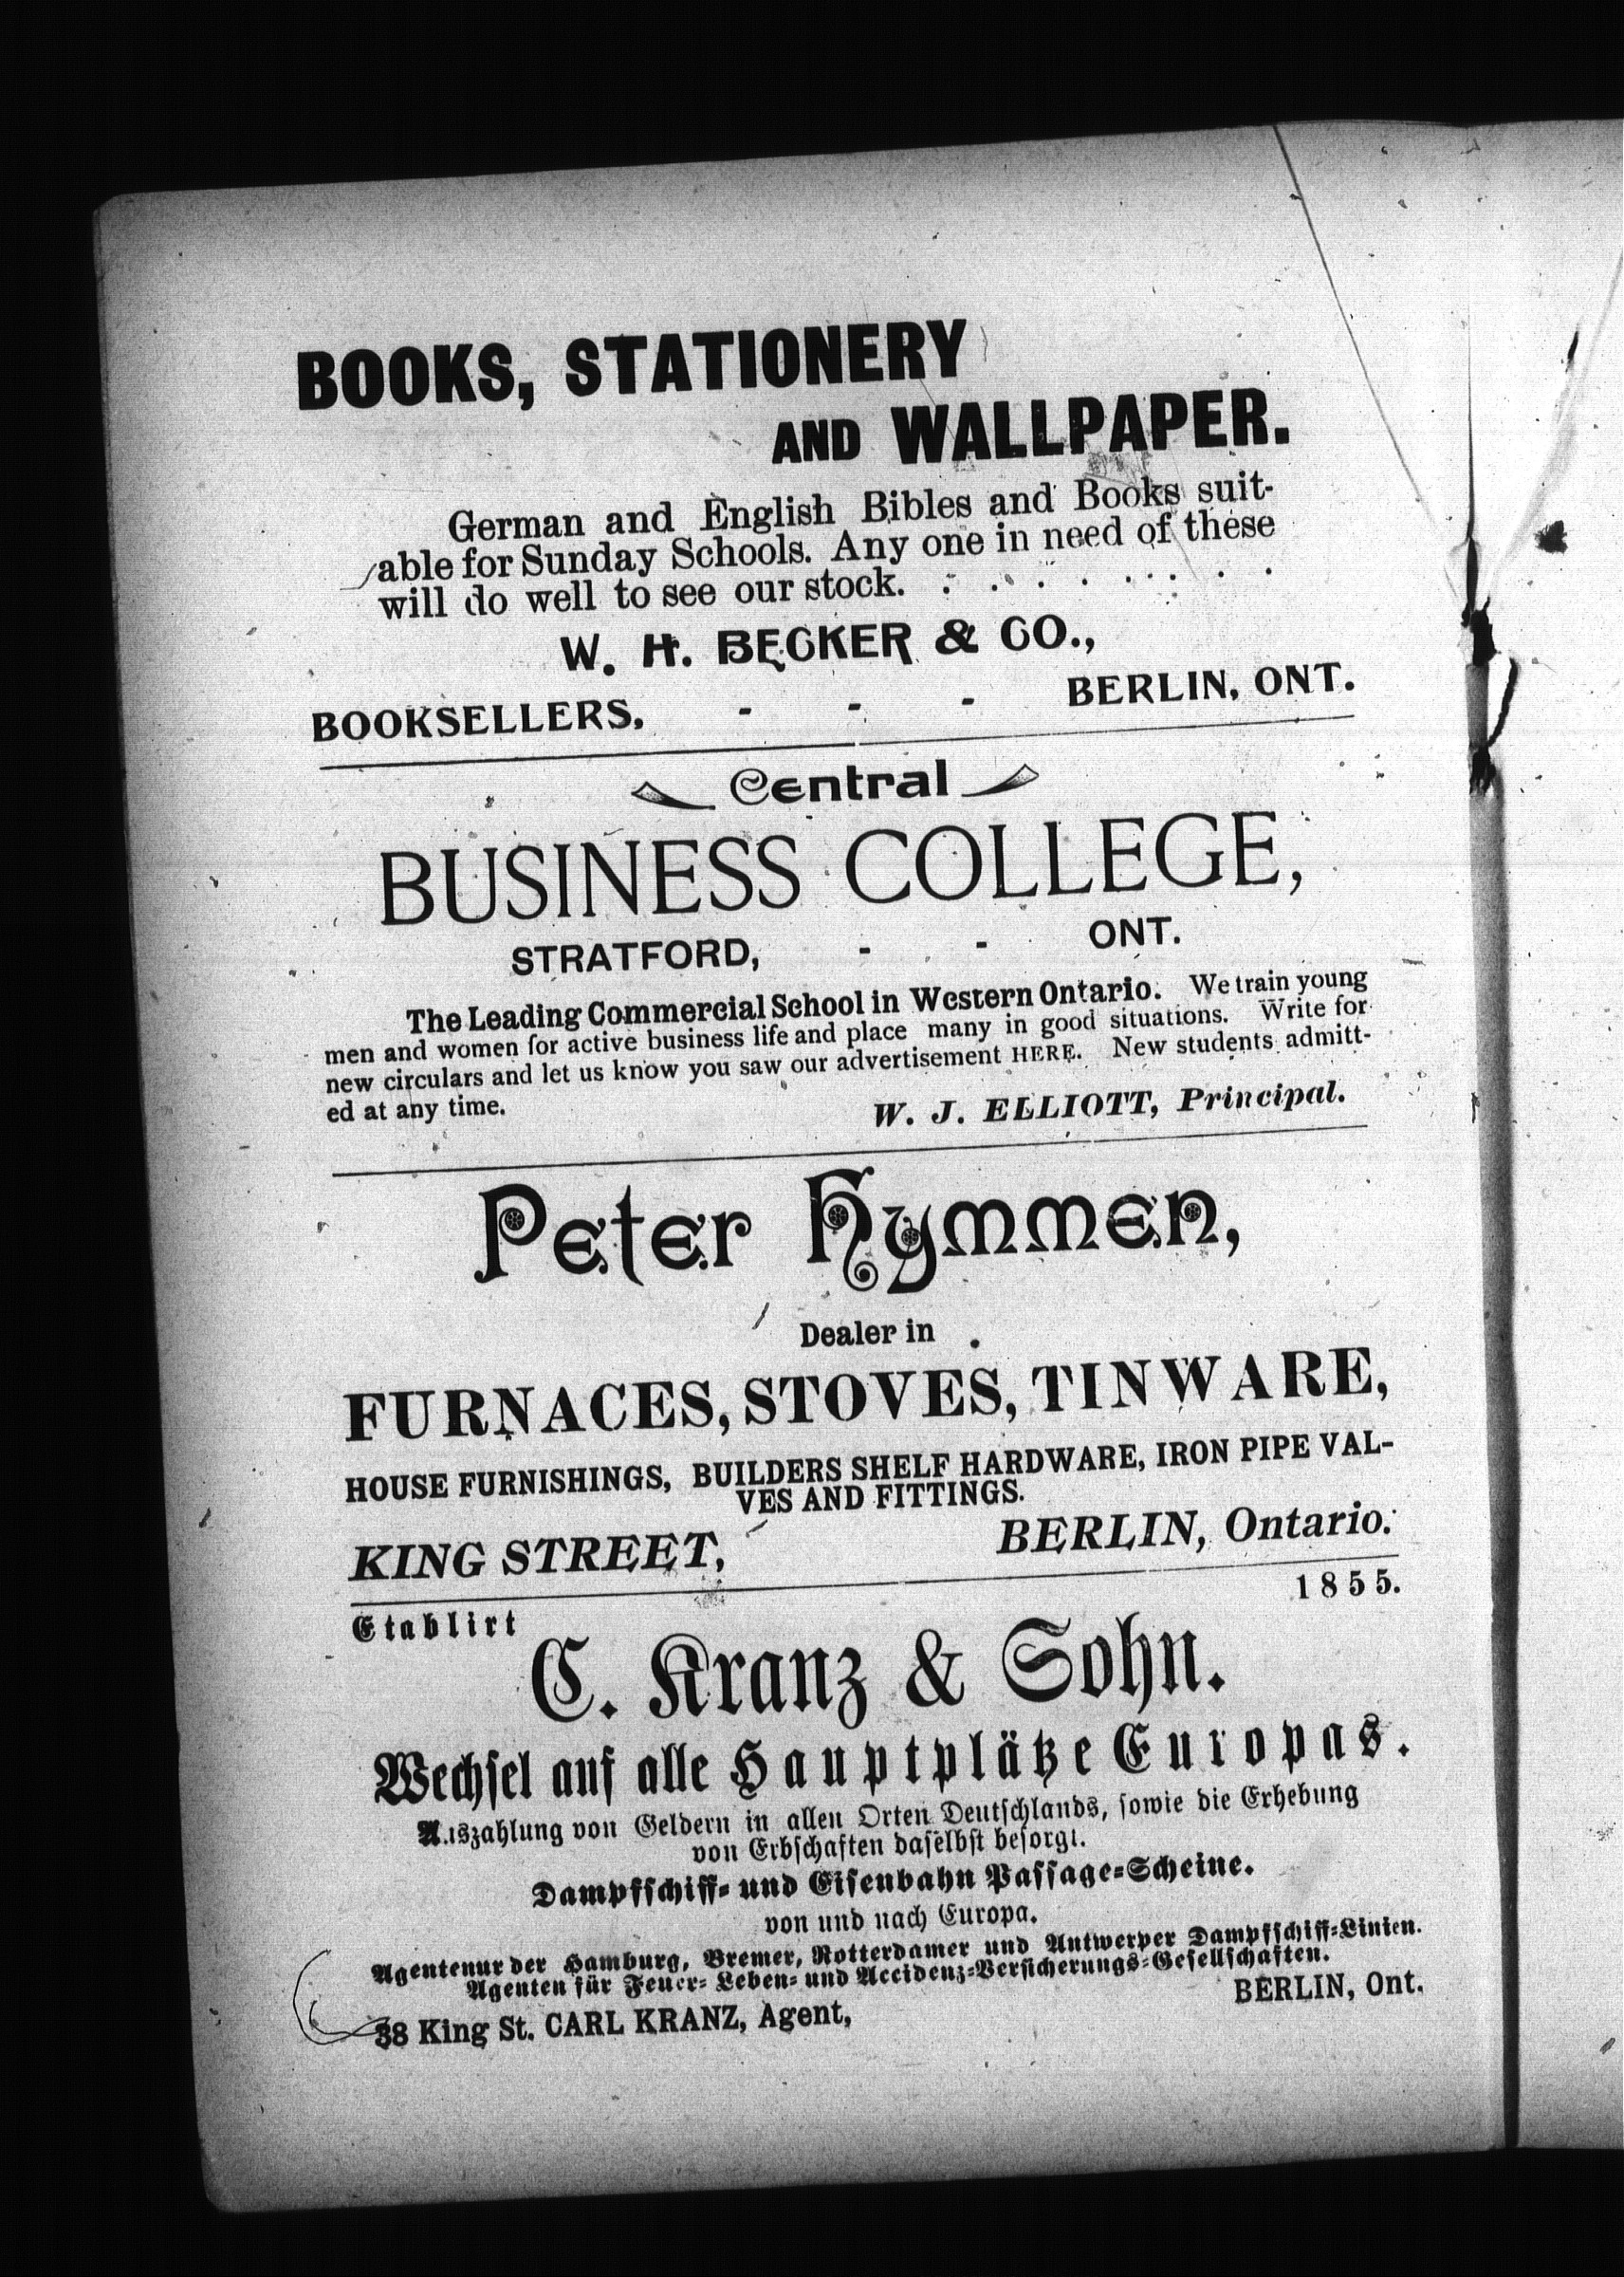 BOOKS, STATIONERY
AND WALLPAPER.
German and English Bibles and Books suit-
able for Sunday Schools. Any one in need of these
will do well to see our stock. . . . . . . . .
W. H. BECKER & CO.,
BOOKSELLERS, - - - BERLIN, ONT.
Central
BUSINESS COLLEGE,
STRATFORD, - - ONT.
The Leading Commercial School in Western Ontario. We train young
men and women for active business life and place many in good situations. Write for
new circulars and let us know you saw our advertisement HERE. New students admitt-
ed at any time.
W. J. ELLIOTT, Principal.
Peter Hymmen,
Dealer in
FURNACES, STOVES, TINWARE,
HOUSE FURNISHINGS, BUILDERS SHELF HARDWARE, IRON PIPE VAL-
VES AND FITTINGS.
KING STREET, BERLIN, Ontario.
Etablirt 1855.
C. Kranz & Sohn.
Wechsel auf alle Hauptplätze Europas.
Auszahlung von Geldern in allen Orten Deutschlands, sowie die Erhebung
von Erbschaften daselbst besorgt.
Dampfschiff- und Eisenbahn Passage-Scheine.
von und nach Europa.
Agentenur der Hamburg, Bremer, Rotterdamer und Antwerper Dampfschiff-Linien.
Agenten für Feuer- Leben- und Accidenz-Versicherungs-Gesellschaften.
38 King St. CARL KRANZ, Agent, BERLIN, Ont.